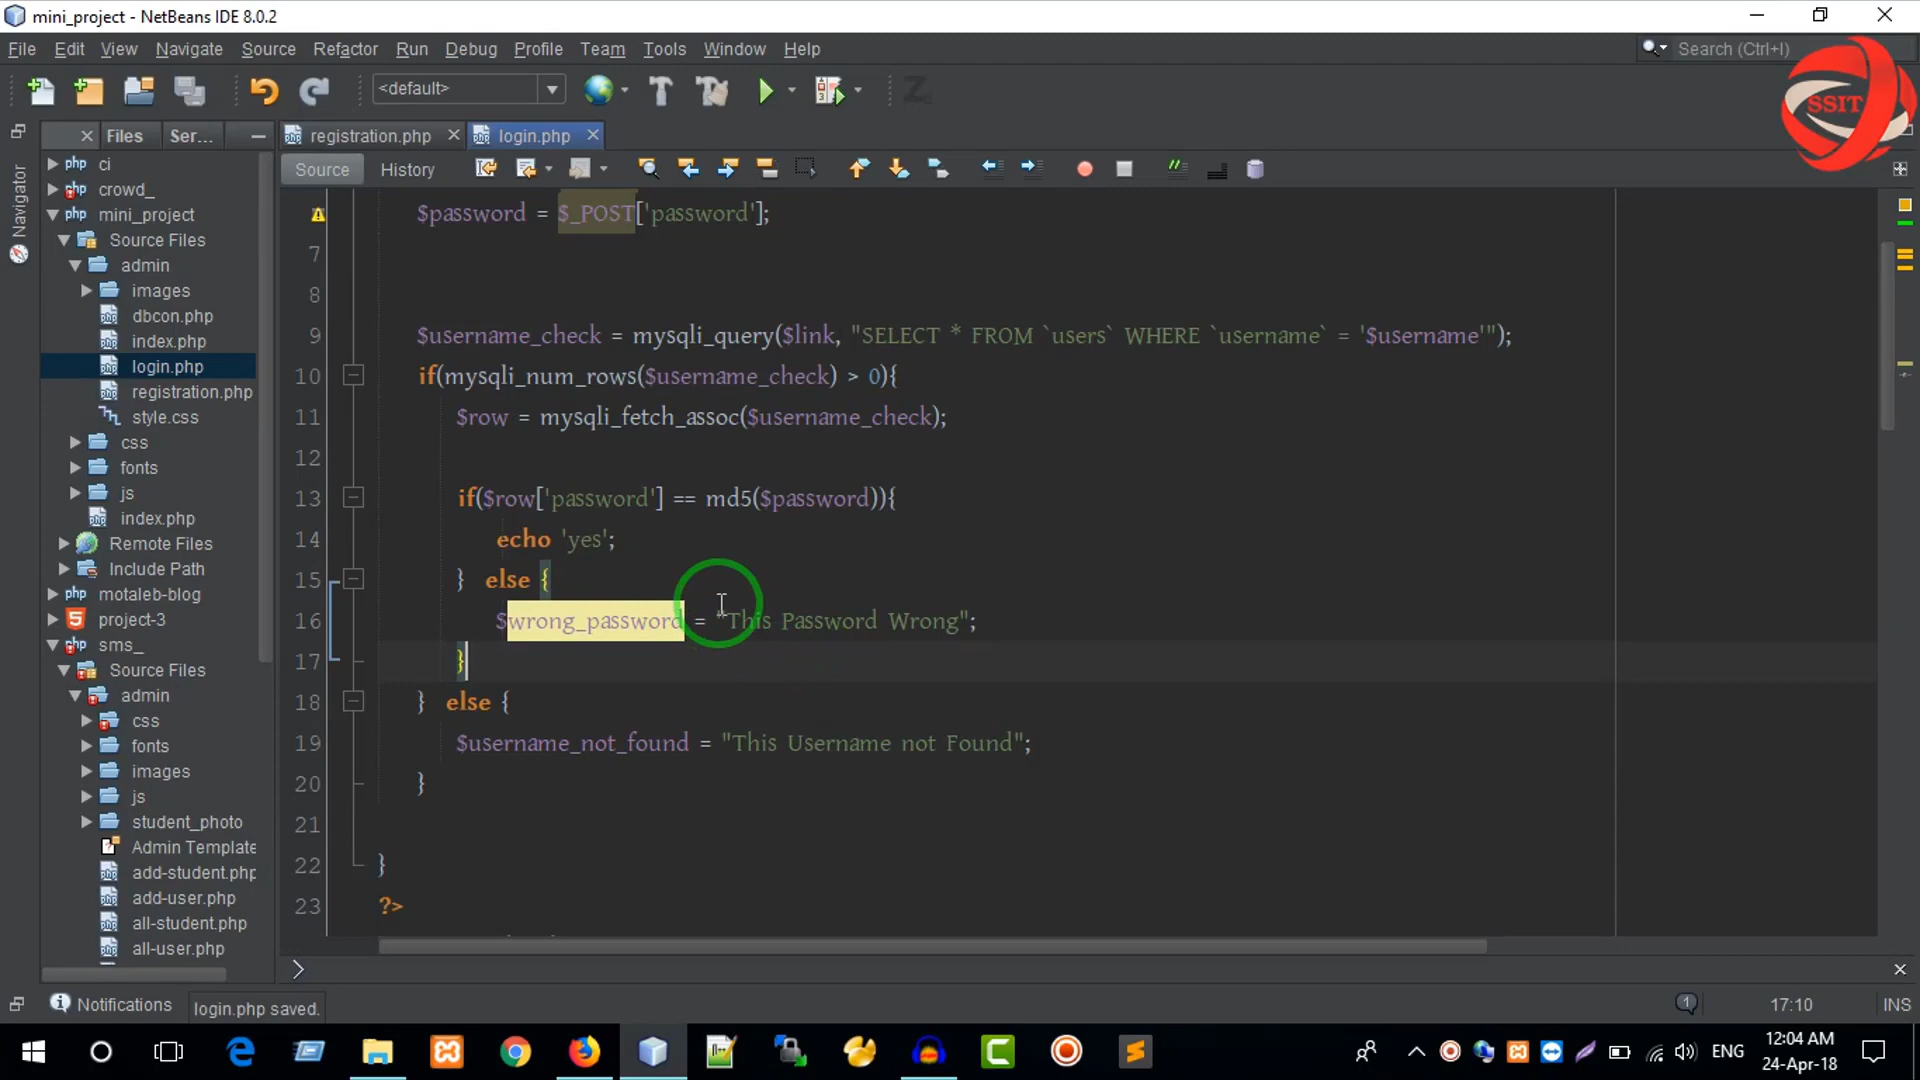 mini_project - NetBeans IDE 8.0.2
File Edit View Navigate Source Refactor Run Debug Profile Team Tools Window Help
Search (Ctrl+I)
<default>
SSIT
Files Ser...
registration.php login.php
Source History
Navigator
ci
crowd_
mini_project
Source Files
admin
images
dbcon.php
index.php
login.php
registration.php
style.css
css
fonts
js
index.php
Remote Files
Include Path
motaleb-blog
project-3
sms_
Source Files
admin
css
fonts
images
js
student_photo
Admin Template
add-student.php
add-user.php
all-student.php
all-user.php
$password = $_POST['password'];
7
8
9 $username_check = mysqli_query($link, "SELECT * FROM `users` WHERE `username` = '$username'");
10 if(mysqli_num_rows($username_check) > 0){
11 $row = mysqli_fetch_assoc($username_check);
12
13 if($row['password'] == md5($password)){
14 echo 'yes';
15 } else {
16 $wrong_password = "This Password Wrong";
17 }
18 } else {
19 $username_not_found = "This Username not Found";
20 }
21
22 }
23 ?>
Notifications login.php saved.
1 17:10 INS
ENG
12:04 AM
24-Apr-18